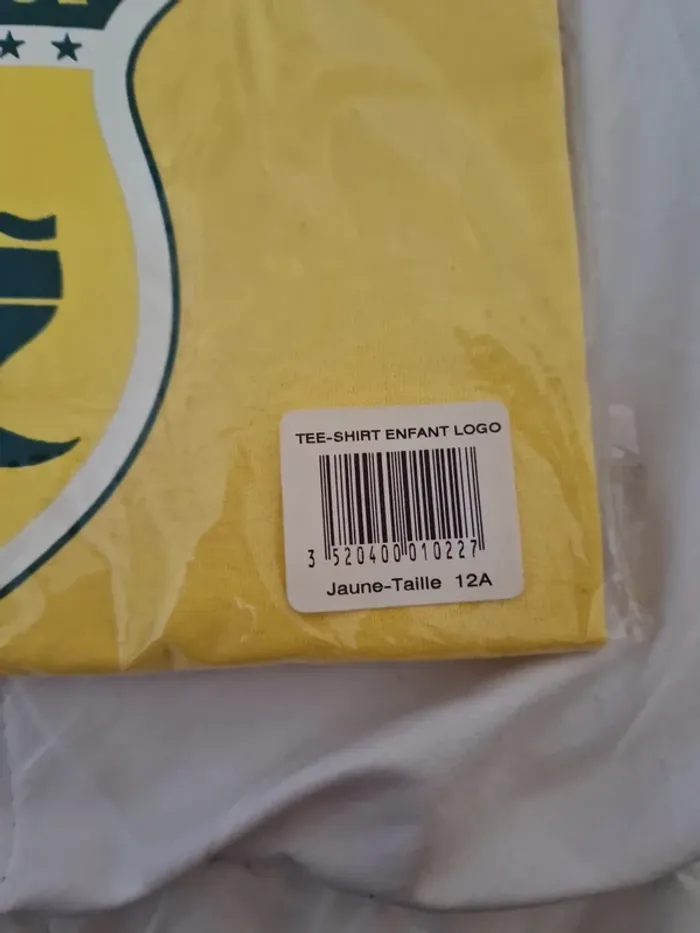 TEE-SHIRT ENFANT LOGO
3 520400 010227
Jaune-Taille 12A